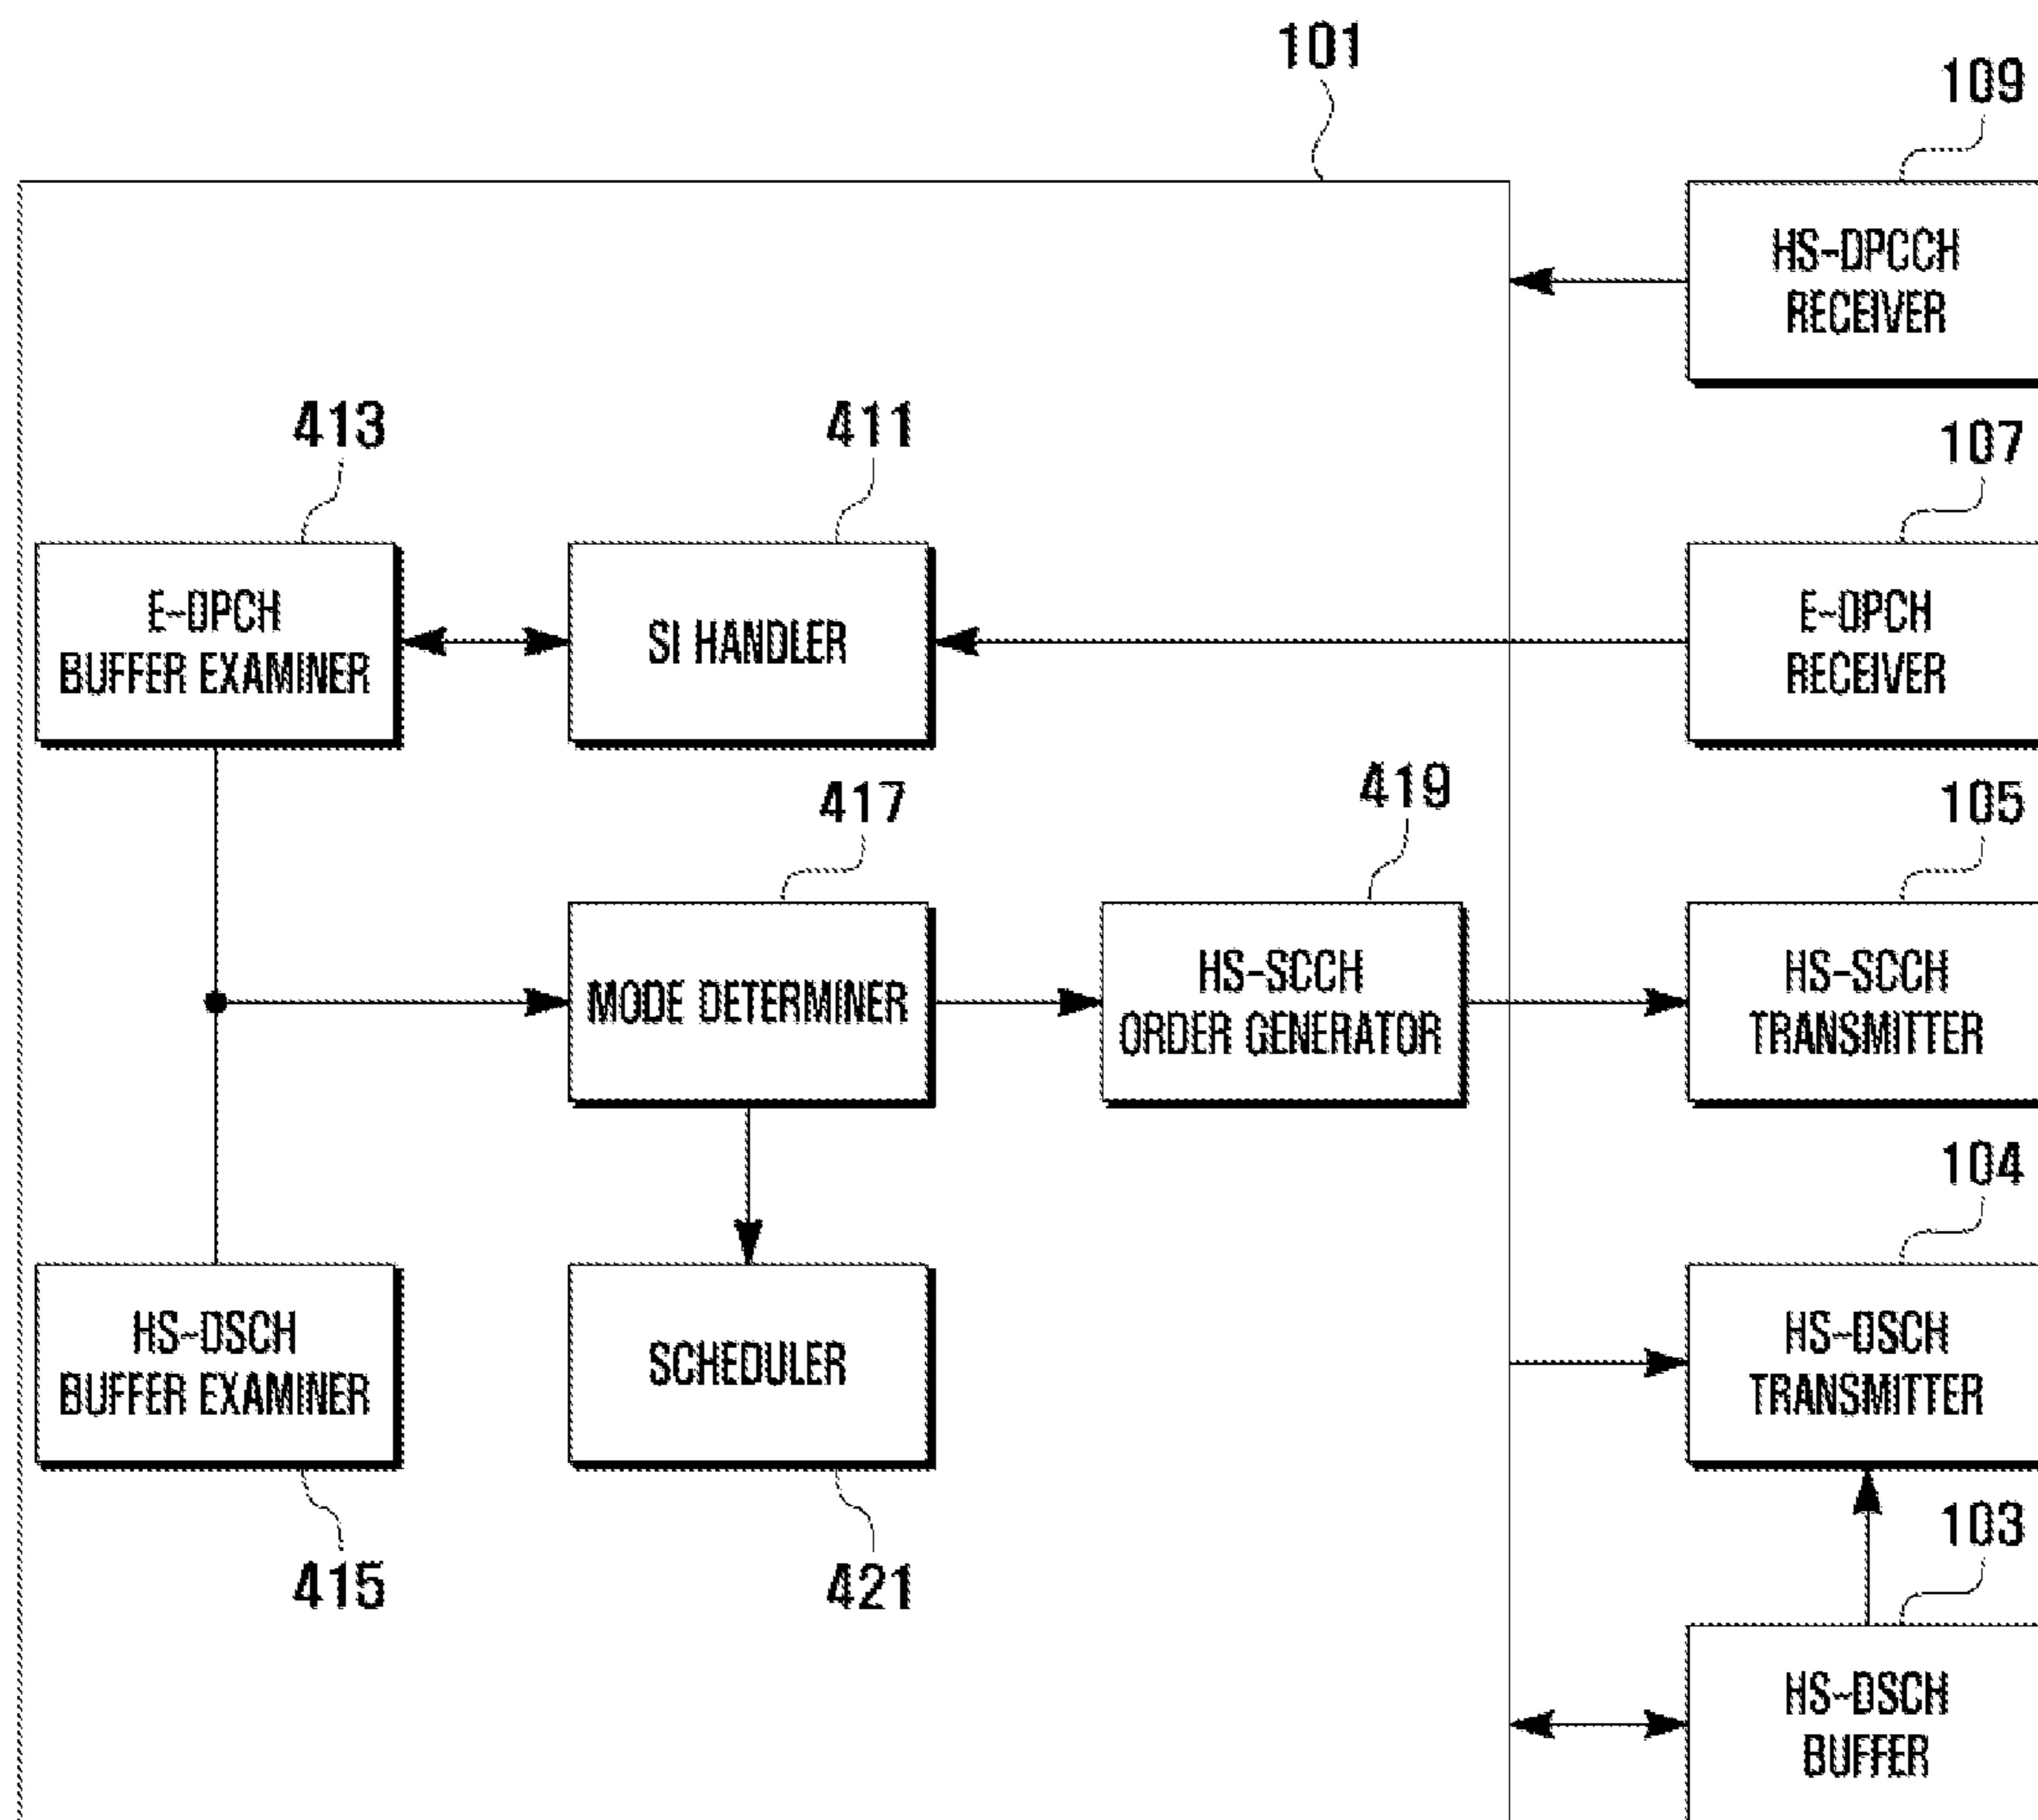 101
109
HS-DPCCH
RECEIVER
413
411
107
E-DPCH
BUFFER EXAMINER
SI HANDLER
E-DPCH
RECEIVER
417
419
105
MODE DETERMINER
HS-SCCH
ORDER GENERATOR
HS-SCCH
TRANSMITTER
104
HS-DSCH
BUFFER EXAMINER
SCHEDULER
HS-DSCH
TRANSMITTER
415
421
103
HS-DSCH
BUFFER